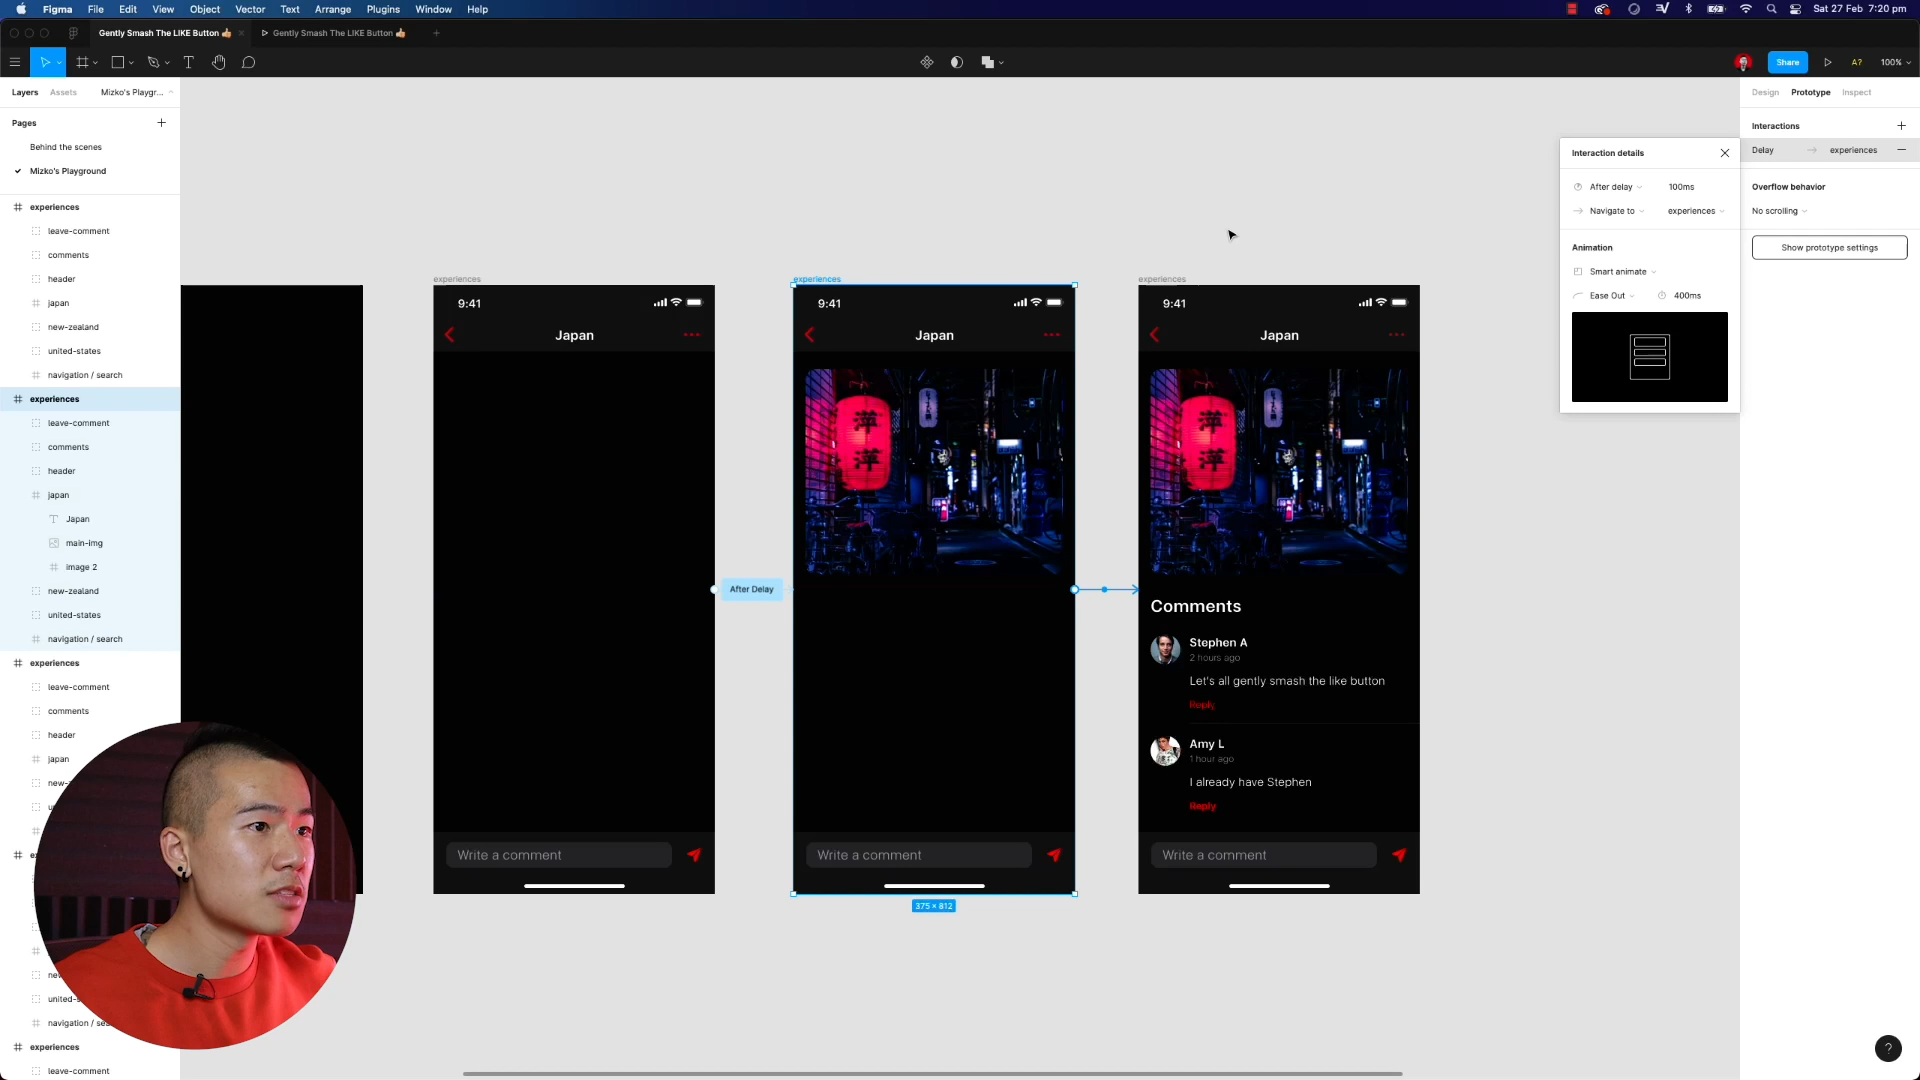 Figma File Edit View Object Vector Text Arrange Plugins Window Help
Sat 27 Feb 7:20 pm
Gently Smash The LIKE Button 👍🏼
Gently Smash The LIKE Button 👍🏼
Share
A?
100%
Layers Assets Mizko's Playgr...
Pages
Behind the scenes
Mizko's Playground
experiences
leave-comment
comments
header
japan
new-zealand
united-states
navigation / search
experiences
leave-comment
comments
header
japan
Japan
main-img
image 2
new-zealand
united-states
navigation / search
experiences
leave-comment
comments
header
japan
navigation / sea
experiences
leave-comment
experiences
9:41
Japan
After Delay
Write a comment
experiences
9:41
Japan
萍
萍
Write a comment
375 × 812
experiences
9:41
Japan
萍
萍
Comments
Stephen A
2 hours ago
Let's all gently smash the like button
Reply
Amy L
1 hour ago
I already have Stephen
Reply
Write a comment
Interaction details
After delay 100ms
Navigate to experiences
Animation
Smart animate
Ease Out 400ms
Design Prototype Inspect
Interactions
Delay experiences
Overflow behavior
No scrolling
Show prototype settings
?